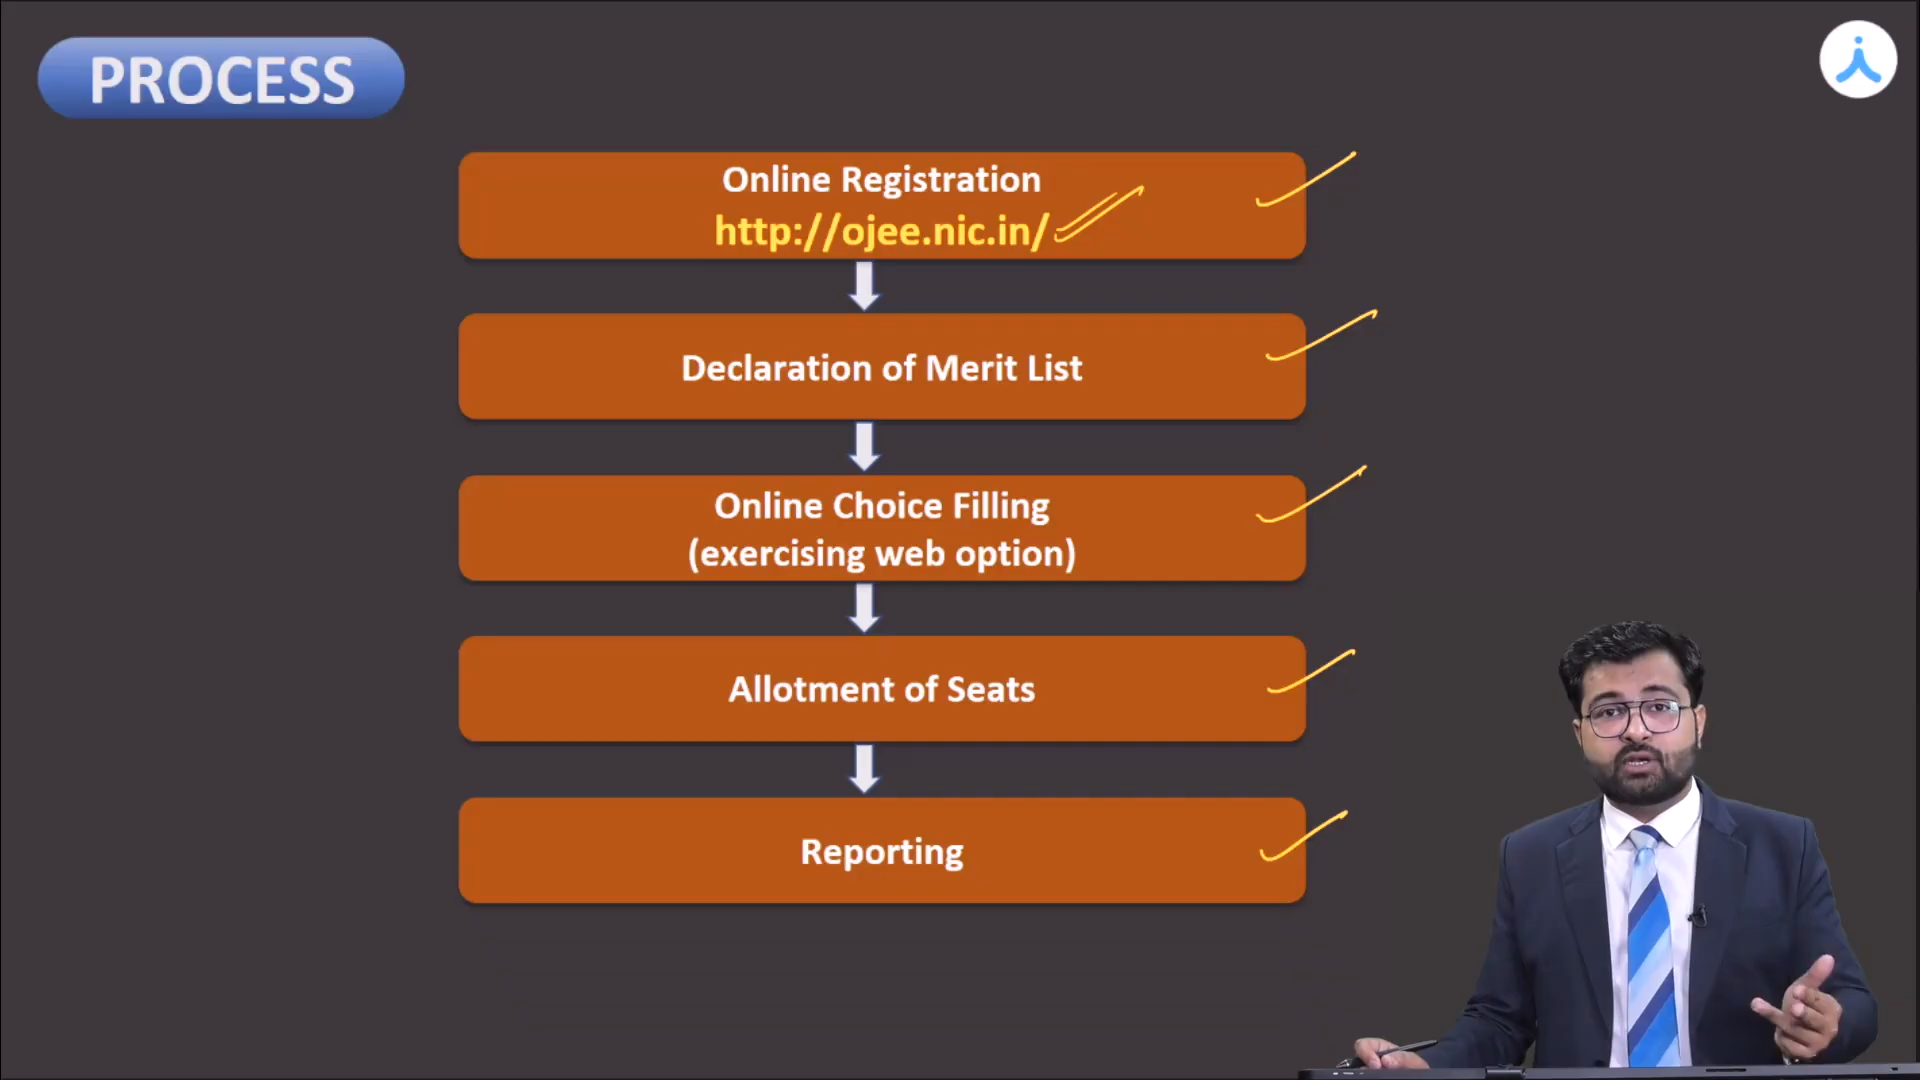 PROCESS
Online Registration
http://ojee.nic.in/
Declaration of Merit List
Online Choice Filling
(exercising web option)
Allotment of Seats
Reporting